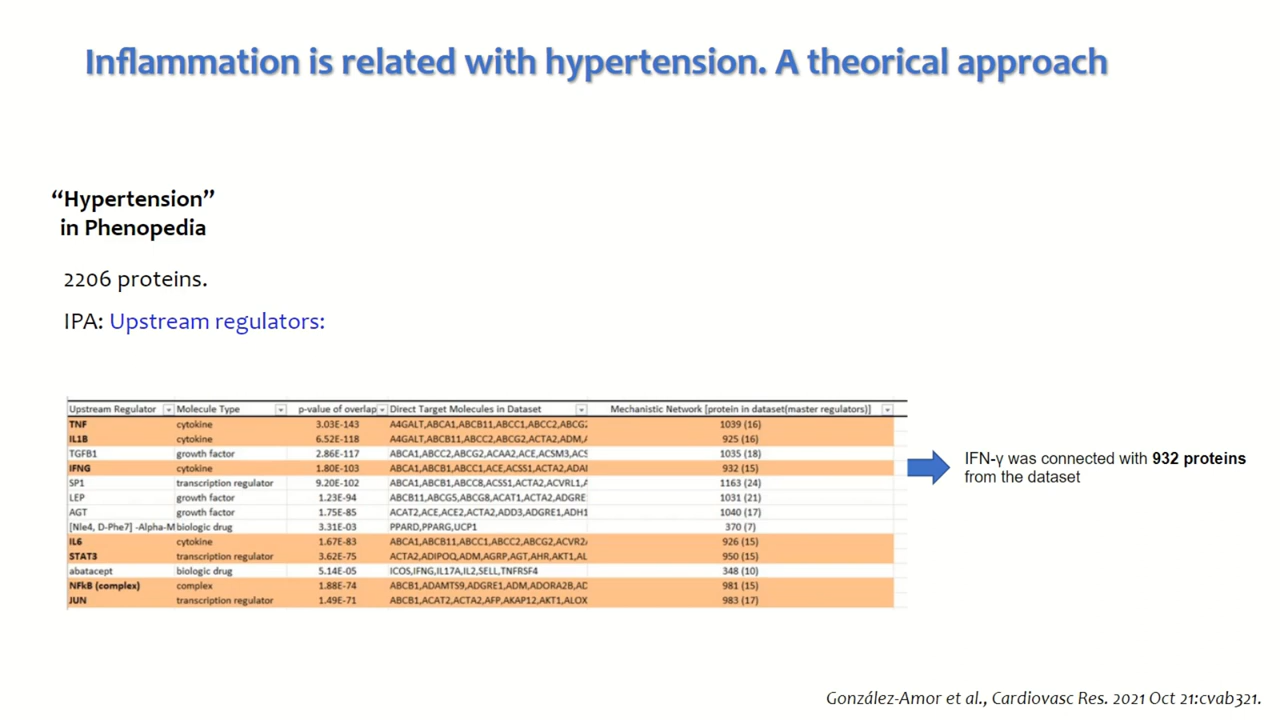 Inflammation is related with hypertension. A theorical approach
“Hypertension”
in Phenopedia
2206 proteins.
IPA: Upstream regulators:
Upstream Regulator Molecule Type p-value of overlap Direct Target Molecules in Dataset Mechanistic Network [protein in dataset(master regulators)]
TNF cytokine 3.03E-143 A4GALT,ABCA1,ABCB11,ABCC1,ABCC2,ABCG2 1039 (16)
IL1B cytokine 6.52E-118 A4GALT,ABCB11,ABCC2,ABCG2,ACTA2,ADM,A 925 (16)
TGFB1 growth factor 2.86E-117 ABCA1,ABCC2,ABCG2,ACAA2,ACE,ACSM3,ACS 1035 (18)
IFNG cytokine 1.80E-103 ABCA1,ABCB1,ABCC1,ACE,ACSS1,ACTA2,ADAI 932 (15)
SP1 transcription regulator 9.20E-102 ABCA1,ABCB1,ABCC8,ACSS1,ACTA2,ACVRL1,A 1163 (24)
LEP growth factor 1.23E-94 ABCB11,ABCG5,ABCG8,ACAT1,ACTA2,ADGRE 1031 (21)
AGT growth factor 1.75E-85 ACAT2,ACE,ACE2,ACTA2,ADD3,ADGRE1,ADH1 1040 (17)
[Nle4, D-Phe7] -Alpha-M biologic drug 3.31E-03 PPARD,PPARG,UCP1 370 (7)
IL6 cytokine 1.67E-83 ABCA1,ABCB11,ABCC1,ABCC2,ABCG2,ACVR2A 926 (15)
STAT3 transcription regulator 3.62E-75 ACTA2,ADIPOQ,ADM,AGRP,AGT,AHR,AKT1,AL 950 (15)
abatacept biologic drug 5.14E-05 ICOS,IFNG,IL17A,IL2,SELL,TNFRSF4 348 (10)
NFkB (complex) complex 1.88E-74 ABCB1,ADAMTS9,ADGRE1,ADM,ADORA2B,AD 981 (15)
JUN transcription regulator 1.49E-71 ABCB1,ACAT2,ACTA2,AFP,AKAP12,AKT1,ALOX 983 (17)
IFN-γ was connected with 932 proteins
from the dataset
González-Amor et al., Cardiovasc Res. 2021 Oct 21:cvab321.